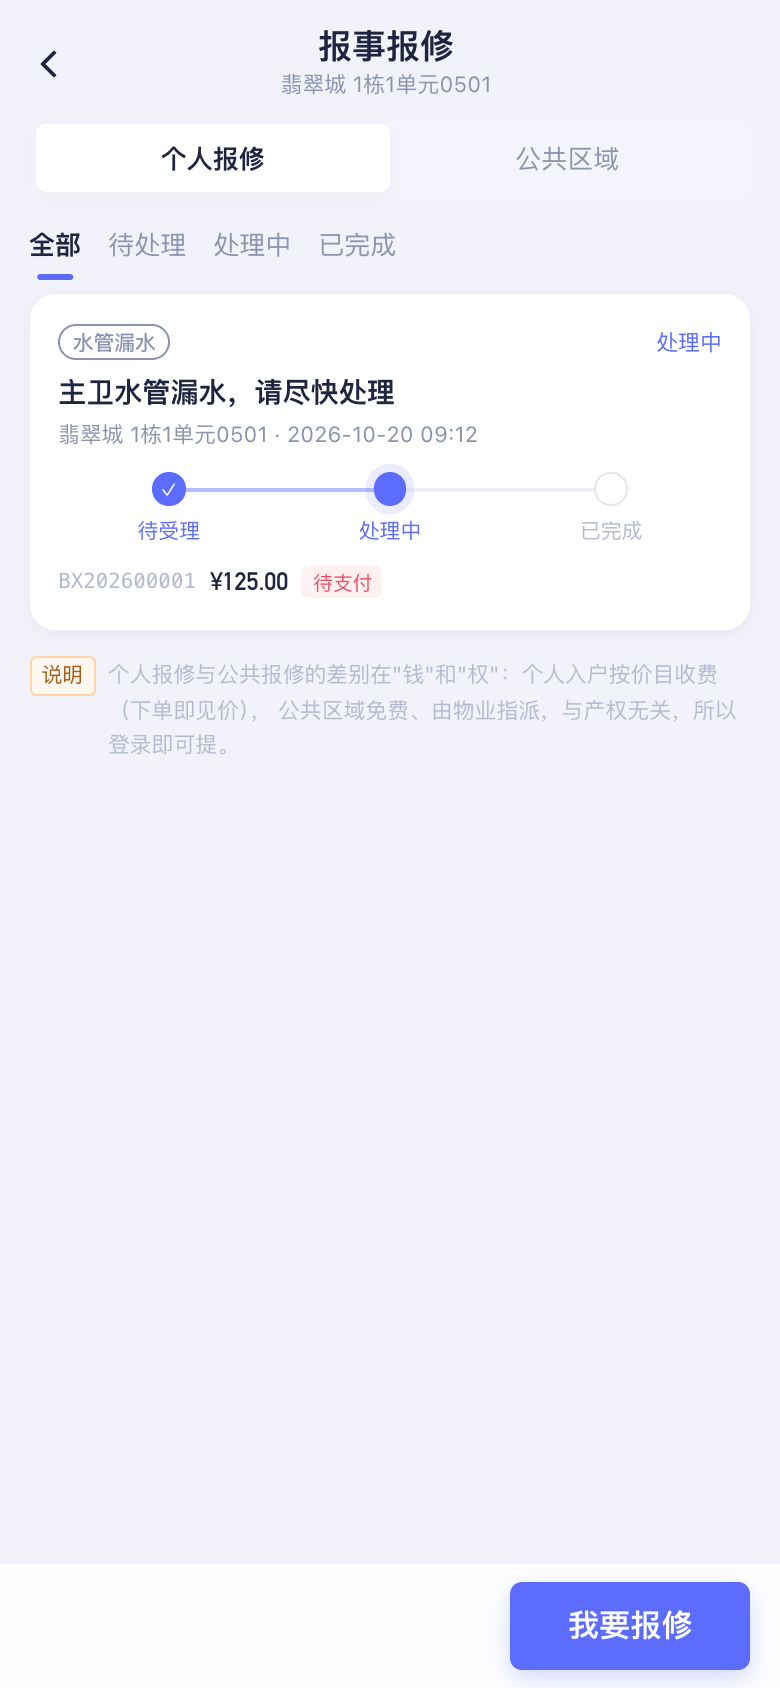 报事报修
翡翠城 1栋1单元0501
个人报修
公共区域
全部 待处理 处理中 已完成
水管漏水
处理中
主卫水管漏水，请尽快处理
翡翠城 1栋1单元0501 · 2026-10-20 09:12
待受理
处理中
已完成
BX202600001 ¥125.00 待支付
说明
个人报修与公共报修的差别在"钱"和"权"：个人入户按价目收费
（下单即见价）， 公共区域免费、由物业指派，与产权无关，所以
登录即可提。
我要报修